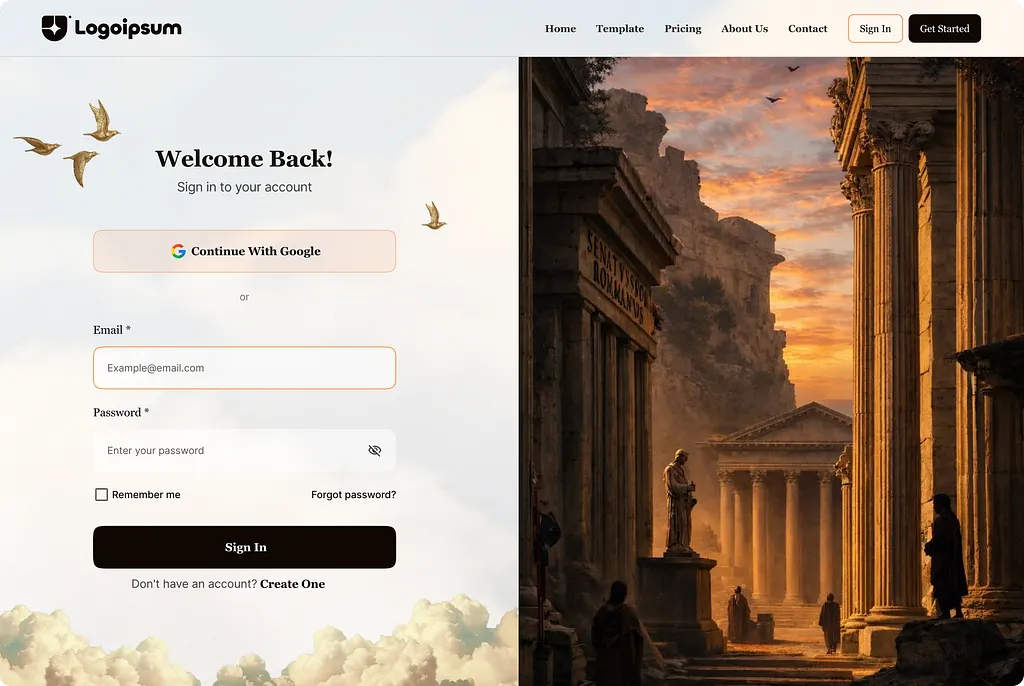 Logoipsum
Home Template Pricing About Us Contact Sign In Get Started
Welcome Back!
Sign in to your account
Continue With Google
or
Email *
Example@email.com
Password *
Enter your password
Remember me Forgot password?
Sign In
Don't have an account? Create One